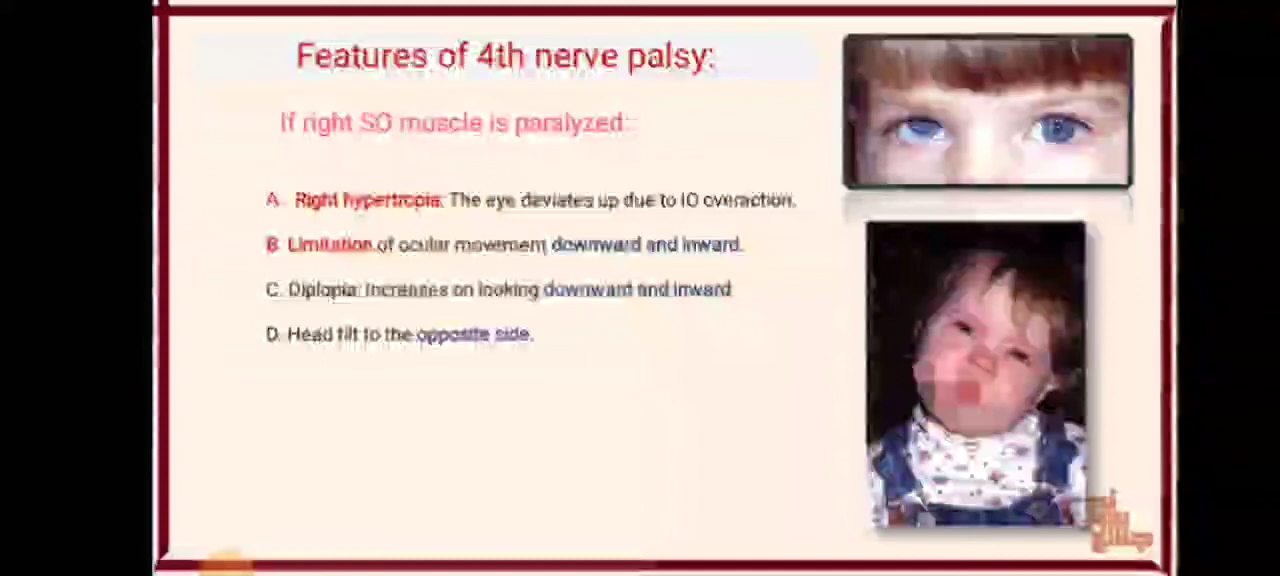 Features of 4th nerve palsy:
If right SO muscle is paralyzed:
A. Right hypertropia: The eye deviates up due to IO overaction.
B. Limitation of ocular movement downward and inward.
C. Diplopia: Increases on looking downward and inward
D. Head tilt to the opposite side.